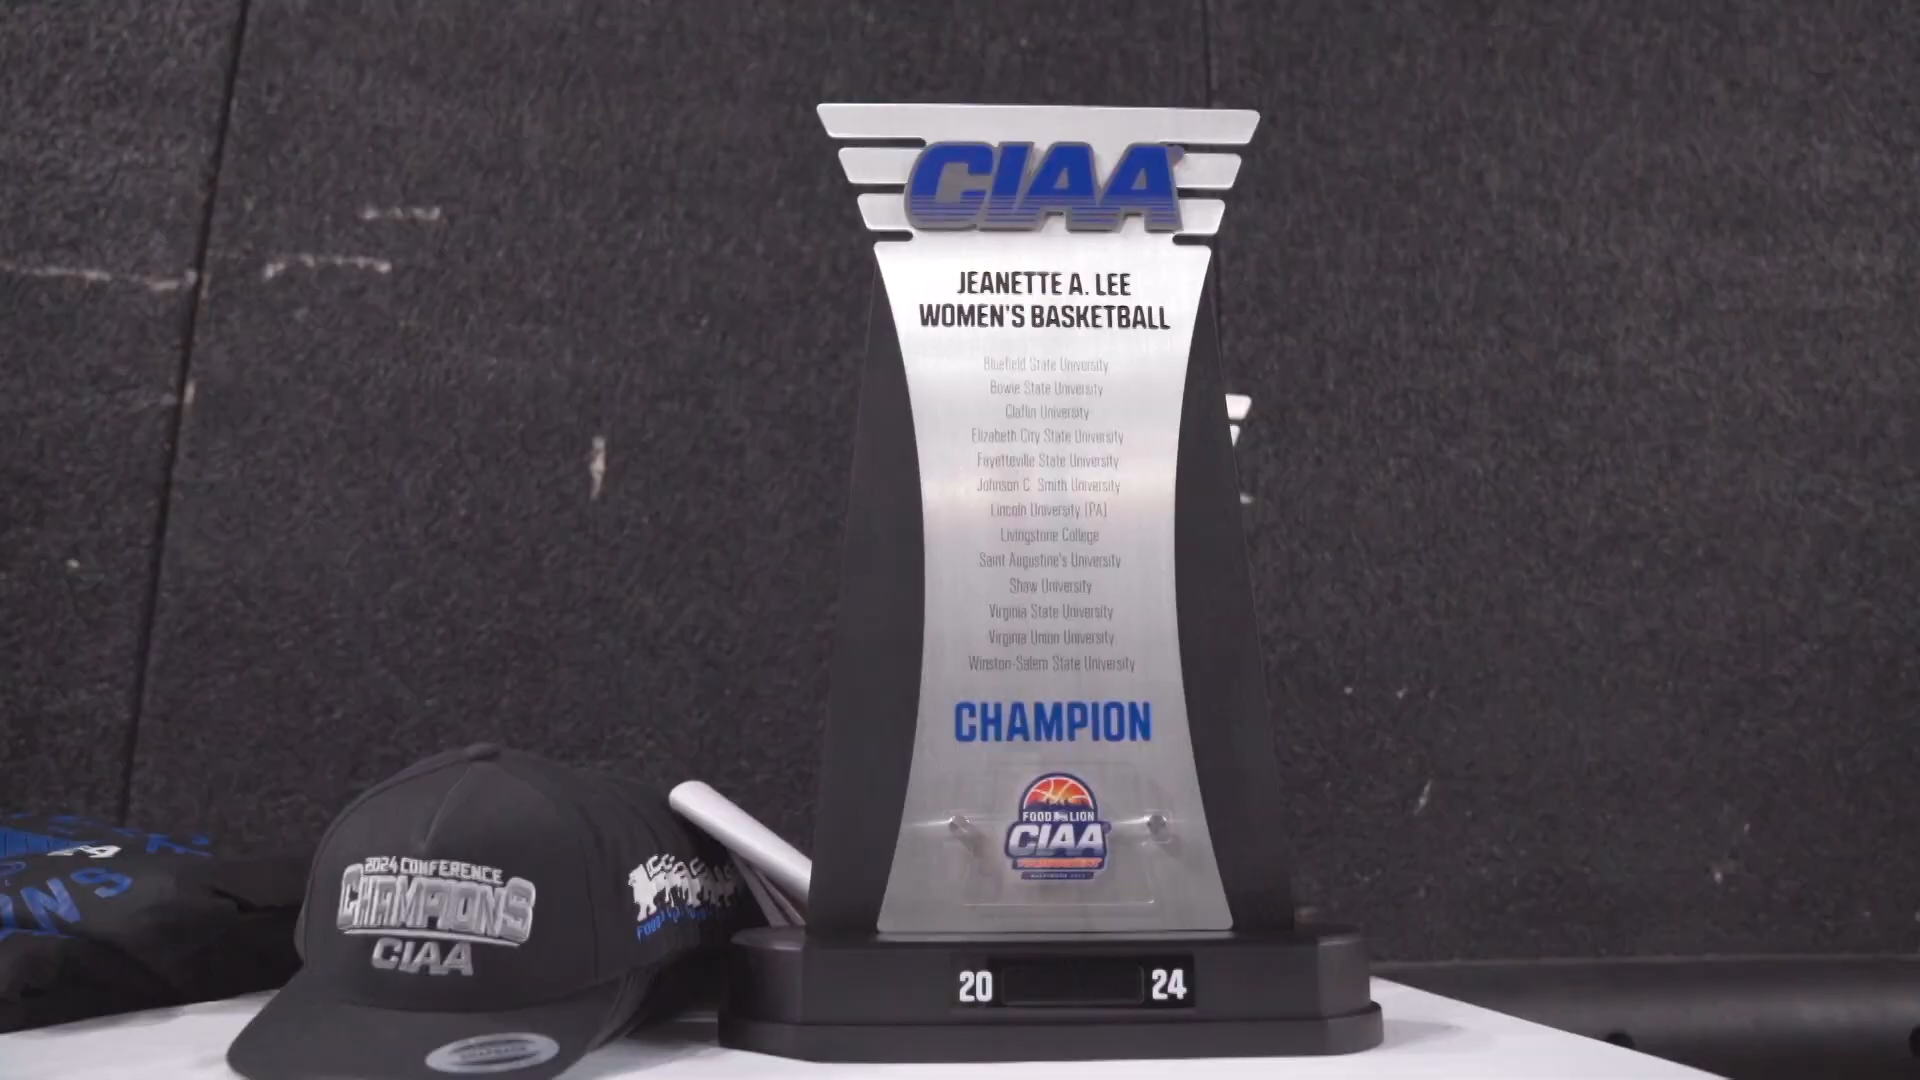 CIAA
JEANETTE A. LEE
WOMEN'S BASKETBALL
Bluefield State University
Bowie State University
Claflin University
Elizabeth City State University
Fayetteville State University
Johnson C. Smith University
Lincoln University (PA)
Livingstone College
Saint Augustine's University
Shaw University
Virginia State University
Virginia Union University
Winston-Salem State University
CHAMPION
FOOD LION
CIAA
TOURNAMENT
20 24
2024 CONFERENCE
CHAMPIONS
CIAA